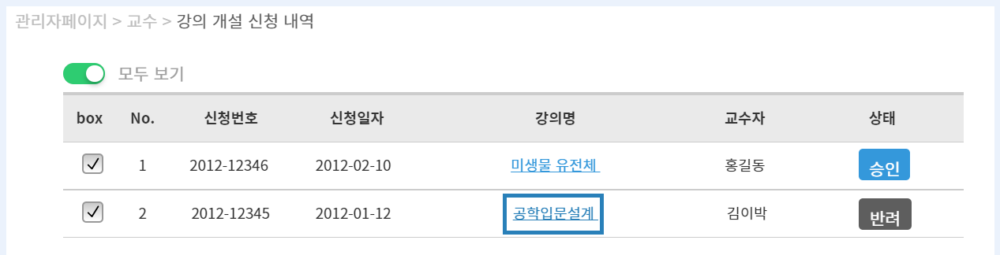 관리자페이지 > 교수 > 강의 개설 신청 내역
모두 보기
box No. 신청번호 신청일자 강의명 교수자 상태
1 2012-12346 2012-02-10 미생물 유전체 홍길동 승인
2 2012-12345 2012-01-12 공학입문설계 김이박 반려